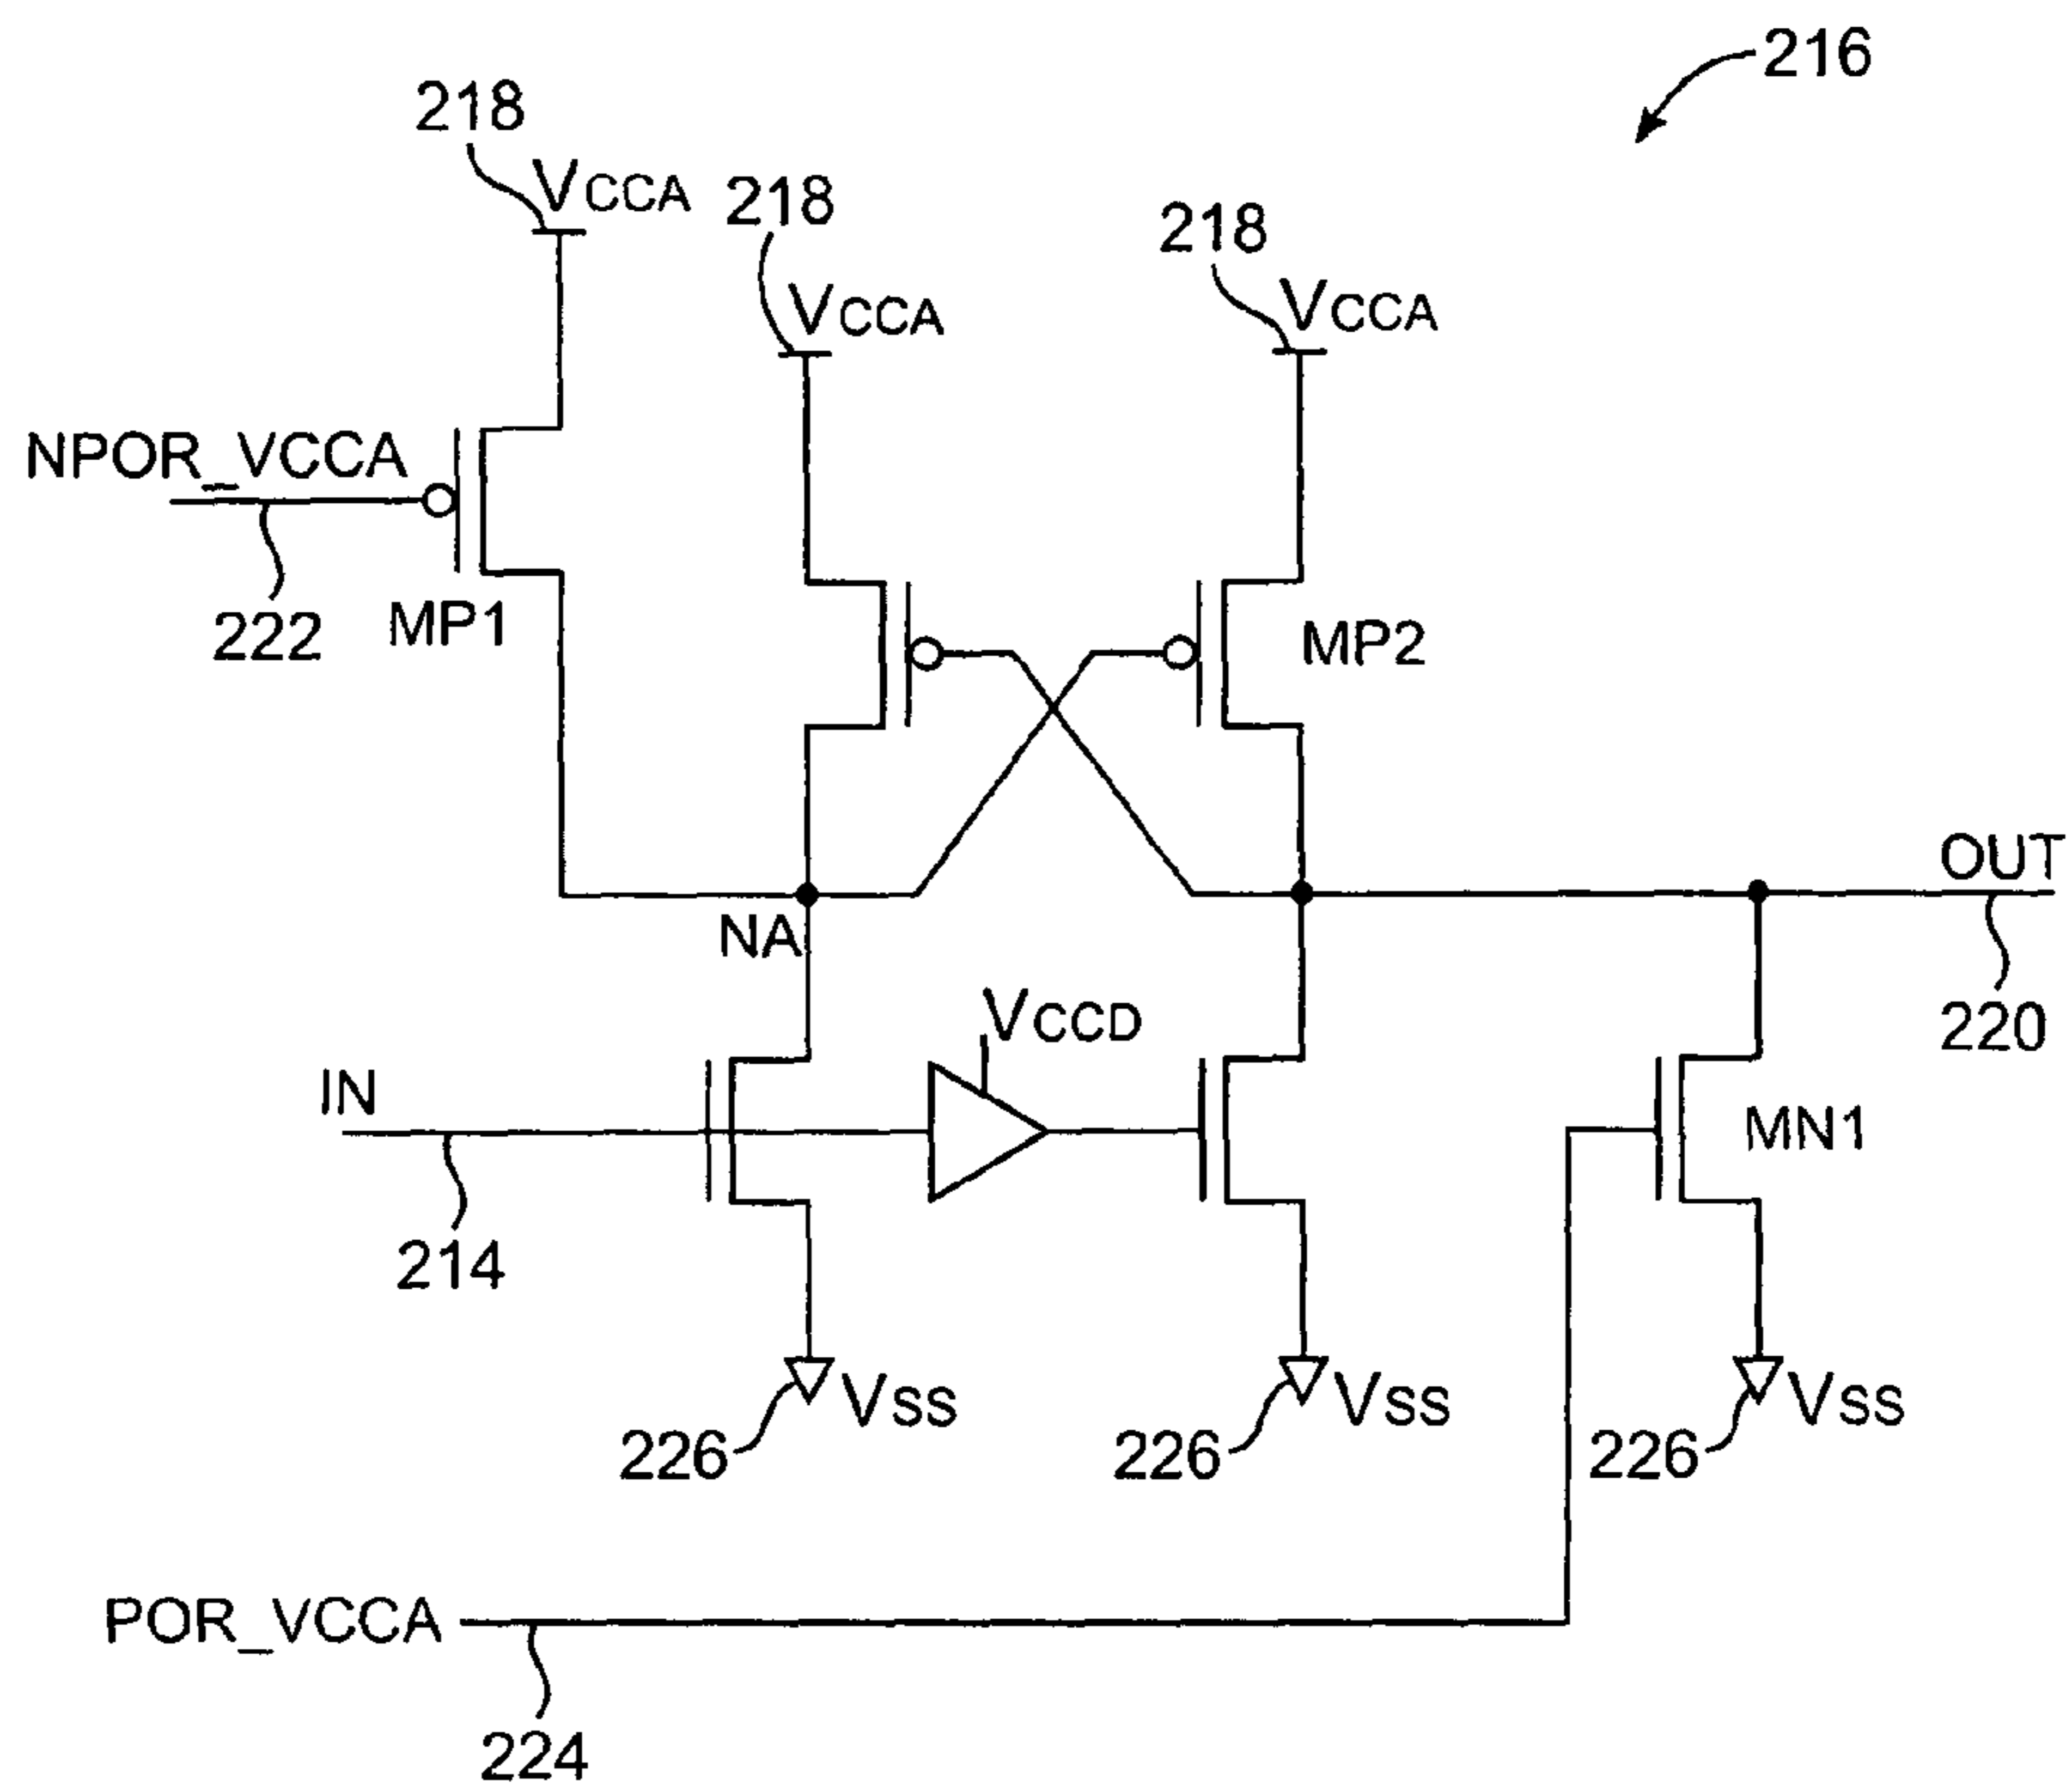 216
218
VCCA
218
218
VCCA
VCCA
NPOR_VCCA
222
MP1
MP2
OUT
NA
VCCD
220
IN
MN1
214
VSS
VSS
VSS
226
226
226
POR_VCCA
224